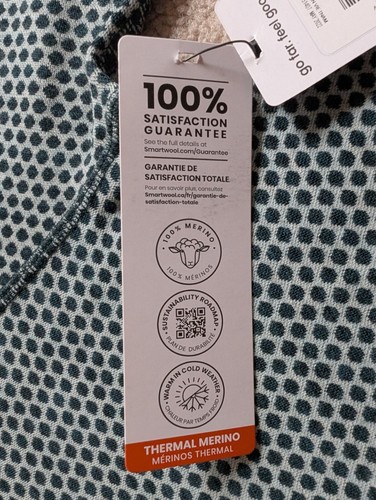 go far. feel goo
100%
SATISFACTION
GUARANTEE
See the full details at
Smartwool.com/Guarantee
GARANTIE DE
SATISFACTION TOTALE
Pour en savoir plus, consultez
Smartwool.ca/fr/garantie-de-
satisfaction-totale
100% MERINO
100% MÉRINOS
SUSTAINABILITY ROADMAP
PLAN DE DURABILITÉ
WARM IN COLD WEATHER
CHALEUR PAR TEMPS FROID
THERMAL MERINO
MÉRINOS THERMAL